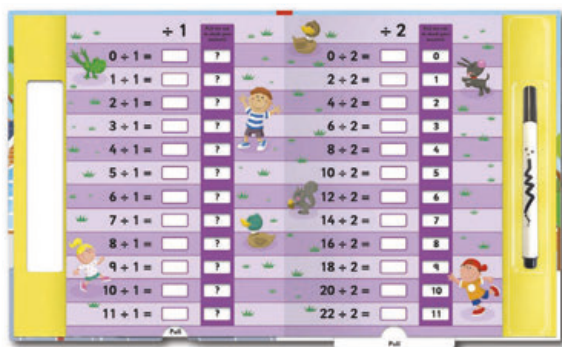 ÷ 1
0 ÷ 1 = ?
1 ÷ 1 = ?
2 ÷ 1 = ?
3 ÷ 1 = ?
4 ÷ 1 = ?
5 ÷ 1 = ?
6 ÷ 1 = ?
7 ÷ 1 = ?
8 ÷ 1 = ?
9 ÷ 1 = ?
10 ÷ 1 = ?
11 ÷ 1 = ?
Pull
÷ 2
0 ÷ 2 = 0
2 ÷ 2 = 1
4 ÷ 2 = 2
6 ÷ 2 = 3
8 ÷ 2 = 4
10 ÷ 2 = 5
12 ÷ 2 = 6
14 ÷ 2 = 7
16 ÷ 2 = 8
18 ÷ 2 = 9
20 ÷ 2 = 10
22 ÷ 2 = 11
Pull